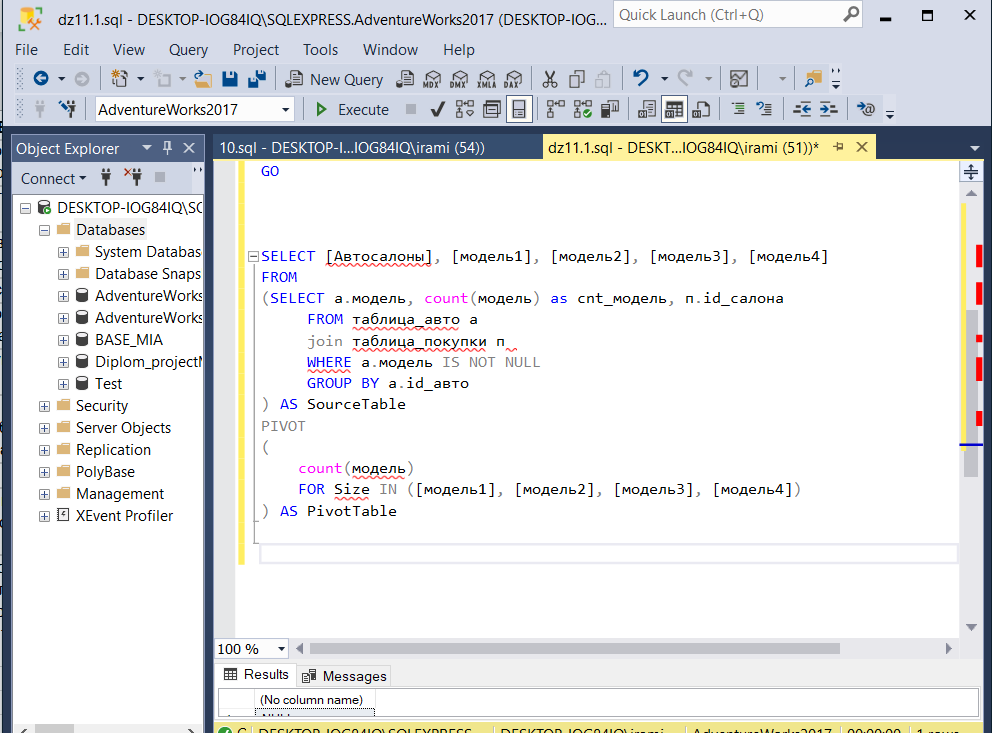 dz11.1.sql - DESKTOP-IOG84IQ\SQLEXPRESS.AdventureWorks2017 (DESKTOP-IOG...
Quick Launch (Ctrl+Q)
File Edit View Query Project Tools Window Help
New Query MDX DMX XMLA DAX
AdventureWorks2017 Execute
Object Explorer
10.sql - DESKTOP-I...IOG84IQ\irami (54))
dz11.1.sql - DESKT...IOG84IQ\irami (51))*
Connect
DESKTOP-IOG84IQ\SQ
Databases
System Databas
Database Snaps
AdventureWorks
AdventureWorks
BASE_MIA
Diplom_project
Test
Security
Server Objects
Replication
PolyBase
Management
XEvent Profiler
GO
SELECT [Автосалоны], [модель1], [модель2], [модель3], [модель4]
FROM
(SELECT а.модель, count(модель) as cnt_модель, п.id_салона
FROM таблица_авто а
join таблица_покупки п
WHERE а.модель IS NOT NULL
GROUP BY а.id_авто
) AS SourceTable
PIVOT
(
count(модель)
FOR Size IN ([модель1], [модель2], [модель3], [модель4])
) AS PivotTable
100 %
Results Messages
(No column name)
DESKTOP-IOG84IQ\SQLEXPRESS DESKTOP-IOG84IQ\irami AdventureWorks2017 00:00:00 1 rows